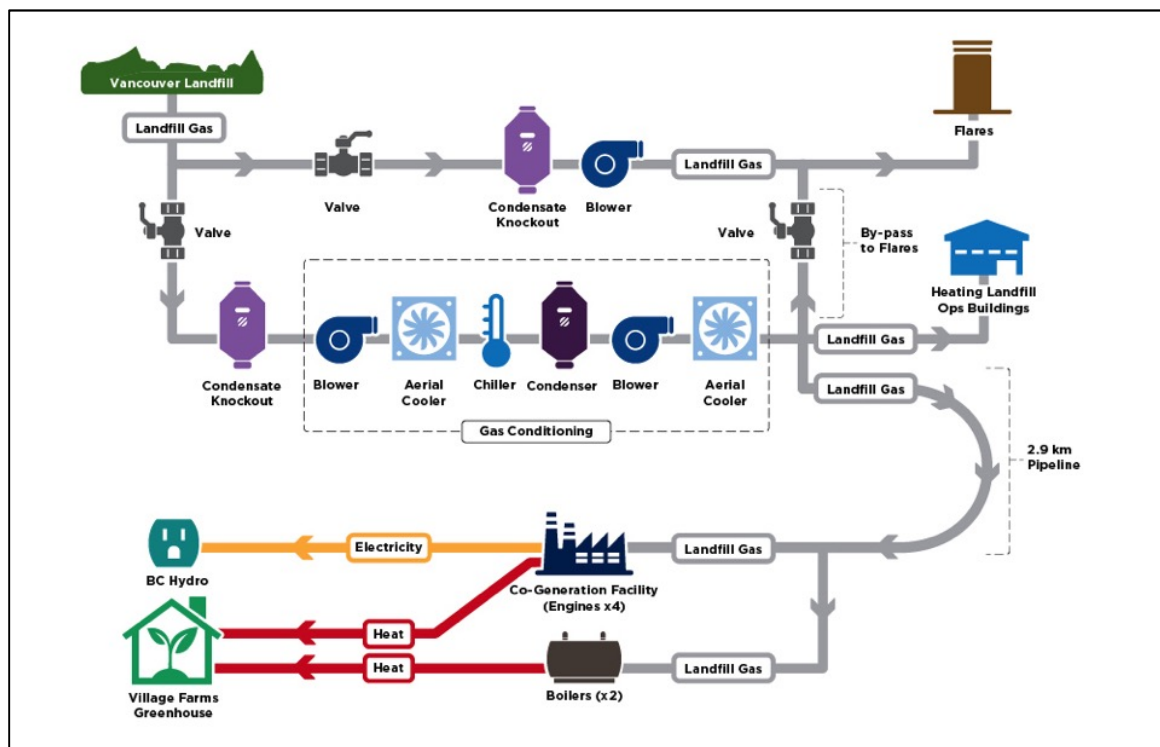 Vancouver Landfill
Landfill Gas
Flares
Valve
Condensate
Knockout
Blower
Landfill Gas
Valve
Valve
By-pass
to Flares
Heating Landfill
Ops Buildings
Landfill Gas
Condensate
Knockout
Blower
Aerial
Cooler
Chiller
Condenser
Blower
Aerial
Cooler
Landfill Gas
Gas Conditioning
2.9 km
Pipeline
Electricity
Landfill Gas
BC Hydro
Co-Generation Facility
(Engines x4)
Heat
Heat
Landfill Gas
Village Farms
Greenhouse
Boilers (x2)